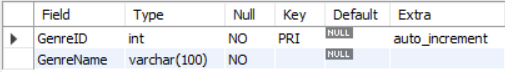 Field Type Null Key Default Extra
GenreID int NO PRI NULL auto_increment
GenreName varchar(100) NO NULL